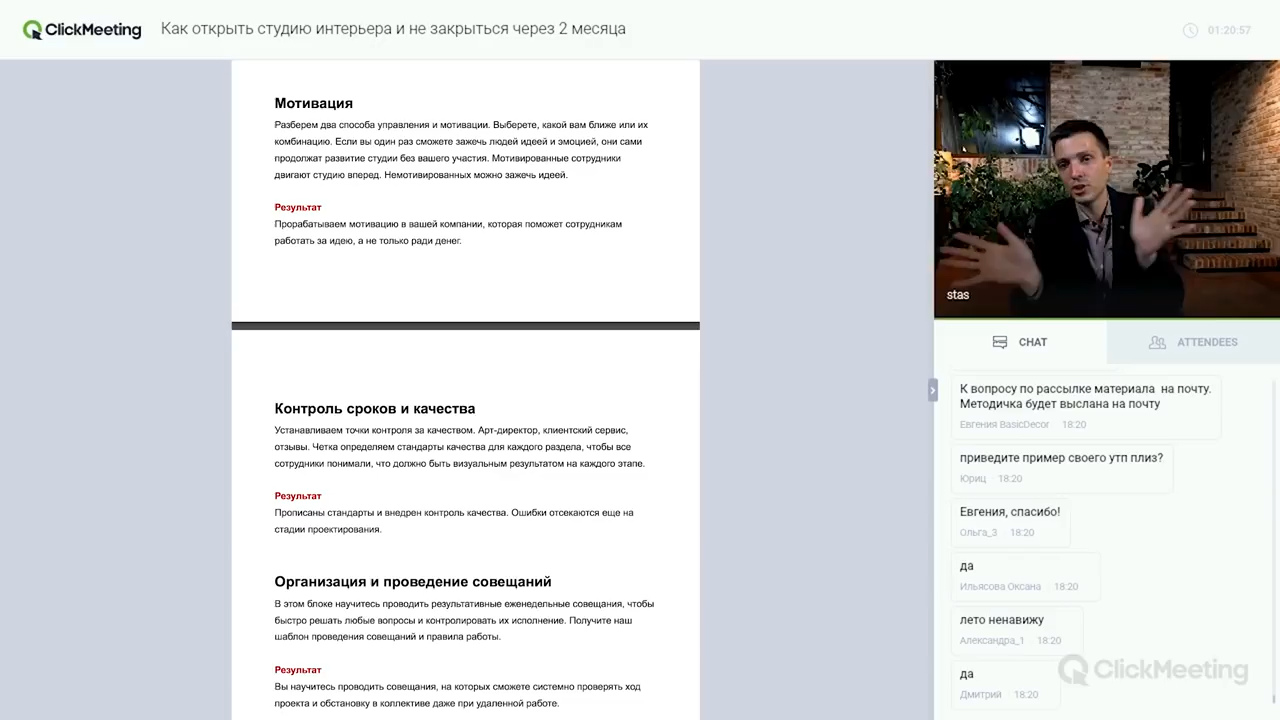 ClickMeeting
Как открыть студию интерьера и не закрыться через 2 месяца
01:20:57
Мотивация
Разберем два способа управления и мотивации. Выберете, какой вам ближе или их
комбинацию. Если вы один раз сможете зажечь людей идеей и эмоцией, они сами
продолжат развитие студии без вашего участия. Мотивированные сотрудники
двигают студию вперед. Немотивированных можно зажечь идеей.
Результат
Прорабатываем мотивацию в вашей компании, которая поможет сотрудникам
работать за идею, а не только ради денег.
Контроль сроков и качества
Устанавливаем точки контроля за качеством. Арт-директор, клиентский сервис,
отзывы. Четка определяем стандарты качества для каждого раздела, чтобы все
сотрудники понимали, что должно быть визуальным результатом на каждого этапе.
Результат
Прописаны стандарты и внедрен контроль качества. Ошибки отсекаются еще на
стадии проектирования.
Организация и проведение совещаний
В этом блоке научитесь проводить результативные еженедельные совещания, чтобы
быстро решать любые вопросы и контролировать их исполнение. Получите наш
шаблон проведения совещаний и правила работы.
Результат
Вы научитесь проводить совещания, на которых сможете системно проверять ход
проекта и обстановку в коллективе даже при удаленной работе.
stas
CHAT
ATTENDEES
К вопросу по рассылке материала на почту.
Методичка будет выслана на почту
Евгения BasicDecor 18:20
приведите пример своего утп плиз?
Юриц 18:20
Евгения, спасибо!
Ольга_3 18:20
да
Ильясова Оксана 18:20
лето ненавижу
Александра_1 18:20
да
Дмитрий 18:20
ClickMeeting